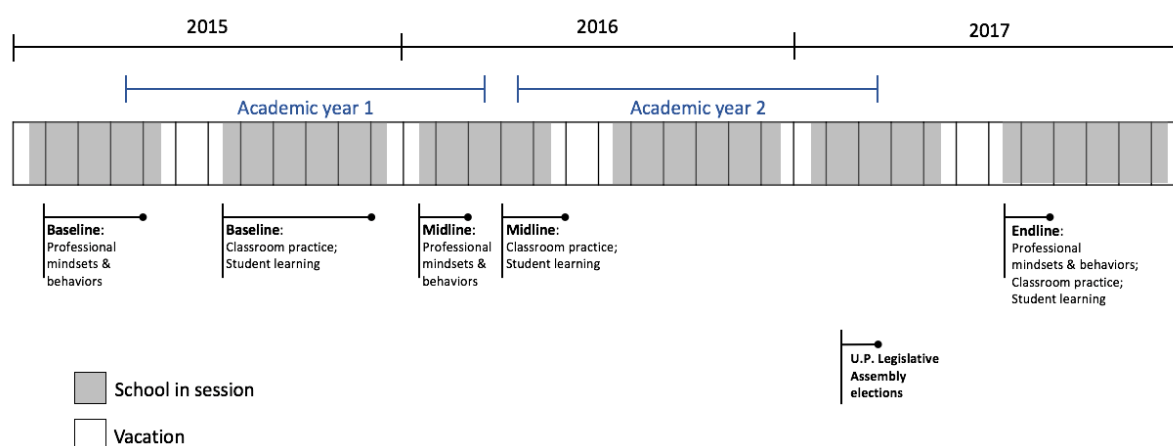 2015
2016
2017
Academic year 1
Academic year 2
Baseline:
Professional
mindsets &
behaviors
Baseline:
Classroom practice;
Student learning
Midline:
Professional
mindsets &
behaviors
Midline:
Classroom practice;
Student learning
Endline:
Professional
mindsets & behaviors;
Classroom practice;
Student learning
U.P. Legislative
Assembly
elections
School in session
Vacation